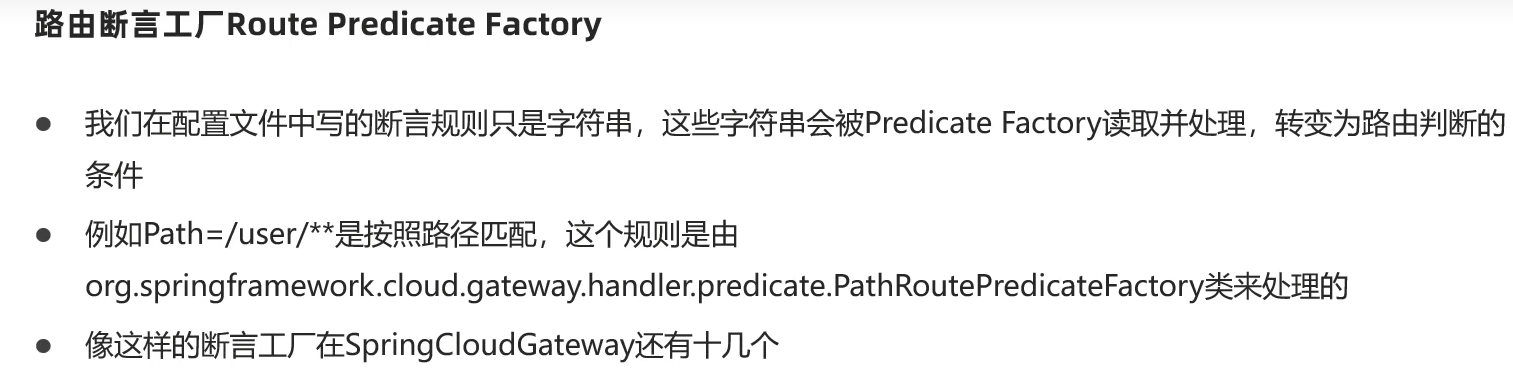 路由断言工厂Route Predicate Factory
● 我们在配置文件中写的断言规则只是字符串，这些字符串会被Predicate Factory读取并处理，转变为路由判断的
条件
● 例如Path=/user/**是按照路径匹配，这个规则是由
org.springframework.cloud.gateway.handler.predicate.PathRoutePredicateFactory类来处理的
● 像这样的断言工厂在SpringCloudGateway还有十几个